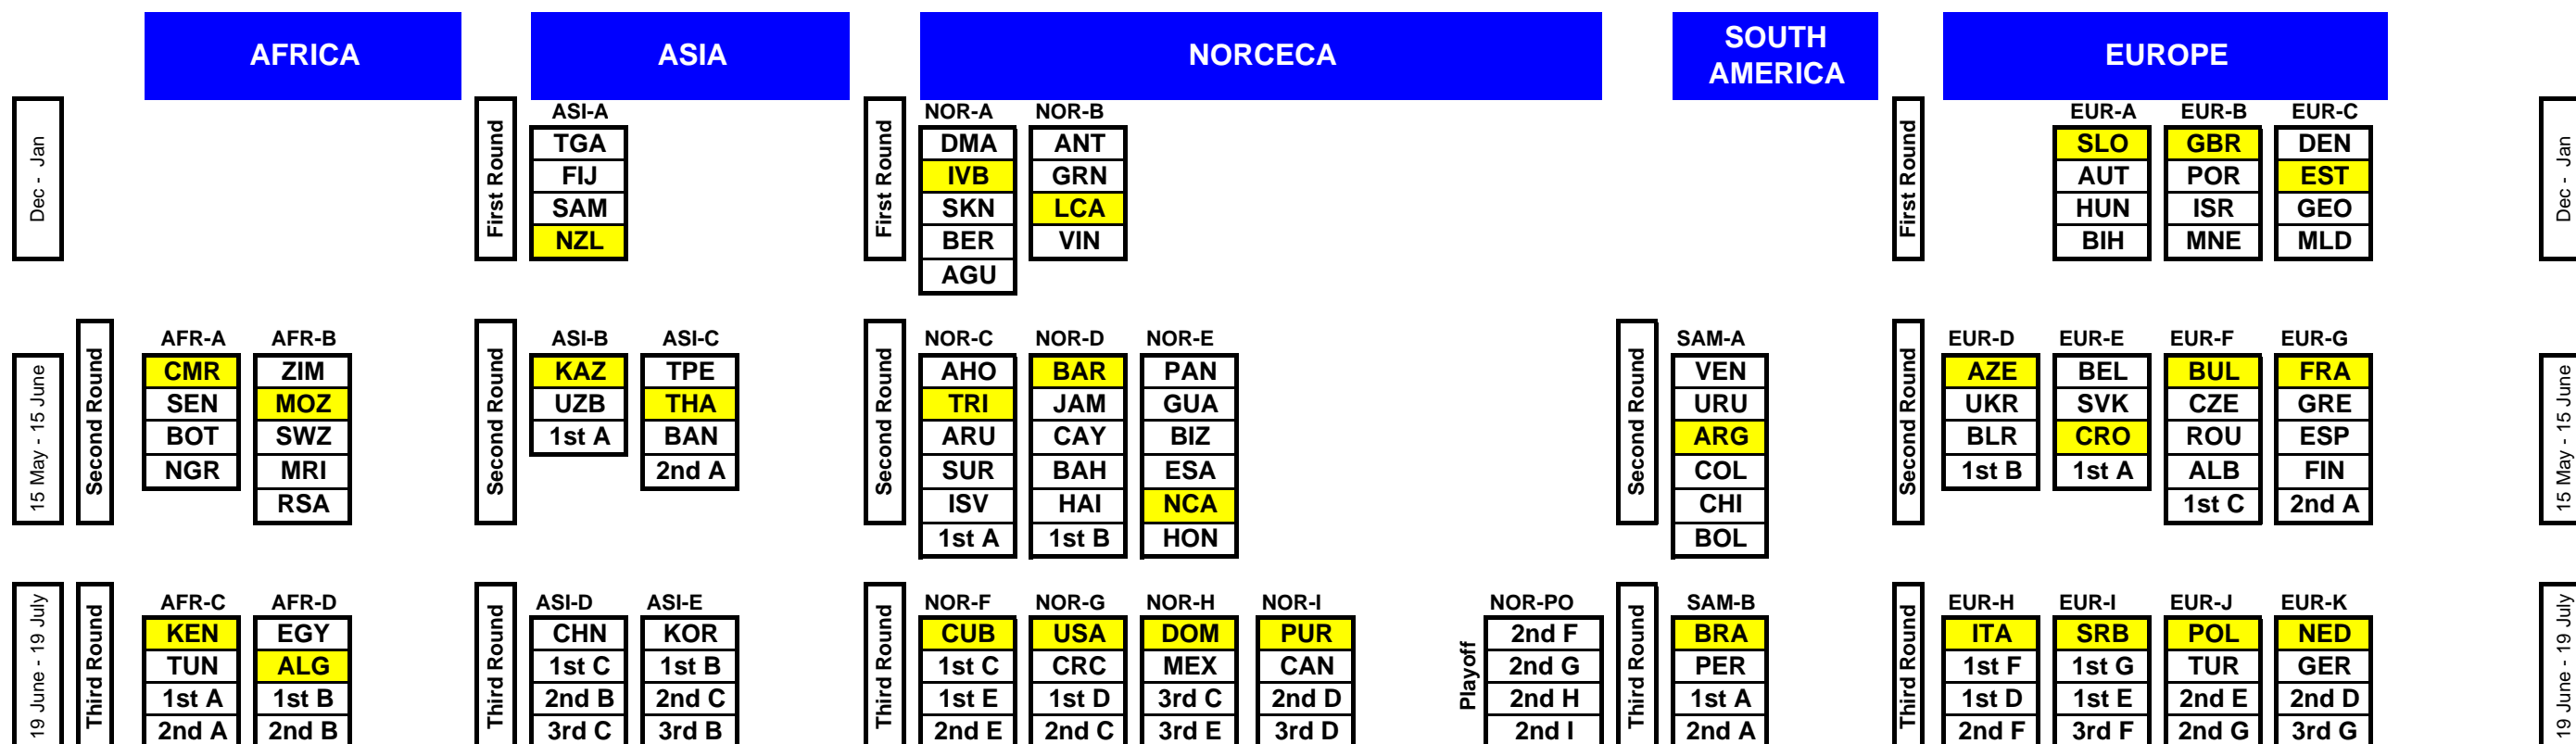 AFRICA
ASIA
NORCECA
SOUTH
AMERICA
EUROPE
Dec - Jan
First Round
ASI-A
TGA
FIJ
SAM
NZL
First Round
NOR-A NOR-B
DMA ANT
IVB GRN
SKN LCA
BER VIN
AGU
First Round
EUR-A EUR-B EUR-C
SLO GBR DEN
AUT POR EST
HUN ISR GEO
BIH MNE MLD
Dec - Jan
15 May - 15 June
Second Round
AFR-A AFR-B
CMR ZIM
SEN MOZ
BOT SWZ
NGR MRI
RSA
Second Round
ASI-B ASI-C
KAZ TPE
UZB THA
1st A BAN
2nd A
Second Round
NOR-C NOR-D NOR-E
AHO BAR PAN
TRI JAM GUA
ARU CAY BIZ
SUR BAH ESA
ISV HAI NCA
1st A 1st B HON
Second Round
SAM-A
VEN
URU
ARG
COL
CHI
BOL
Second Round
EUR-D EUR-E EUR-F EUR-G
AZE BEL BUL FRA
UKR SVK CZE GRE
BLR CRO ROU ESP
1st B 1st A ALB FIN
1st C 2nd A
15 May - 15 June
19 June - 19 July
Third Round
AFR-C AFR-D
KEN EGY
TUN ALG
1st A 1st B
2nd A 2nd B
Third Round
ASI-D ASI-E
CHN KOR
1st C 1st B
2nd B 2nd C
3rd C 3rd B
Third Round
NOR-F NOR-G NOR-H NOR-I
CUB USA DOM PUR
1st C CRC MEX CAN
1st E 1st D 3rd C 2nd D
2nd E 2nd C 3rd E 3rd D
Playoff
NOR-PO
2nd F
2nd G
2nd H
2nd I
Third Round
SAM-B
BRA
PER
1st A
2nd A
Third Round
EUR-H EUR-I EUR-J EUR-K
ITA SRB POL NED
1st F 1st G TUR GER
1st D 1st E 2nd E 2nd D
2nd F 3rd F 2nd G 3rd G
19 June - 19 July